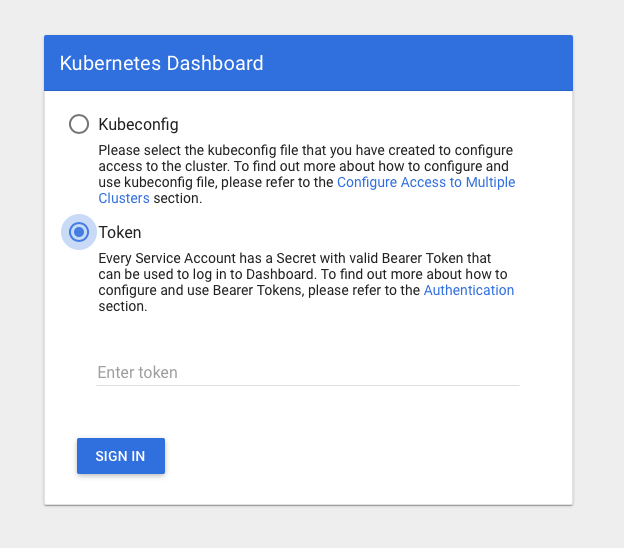 Kubernetes Dashboard
Kubeconfig
Please select the kubeconfig file that you have created to configure
access to the cluster. To find out more about how to configure and
use kubeconfig file, please refer to the Configure Access to Multiple
Clusters section.
Token
Every Service Account has a Secret with valid Bearer Token that
can be used to log in to Dashboard. To find out more about how to
configure and use Bearer Tokens, please refer to the Authentication
section.
Enter token
SIGN IN